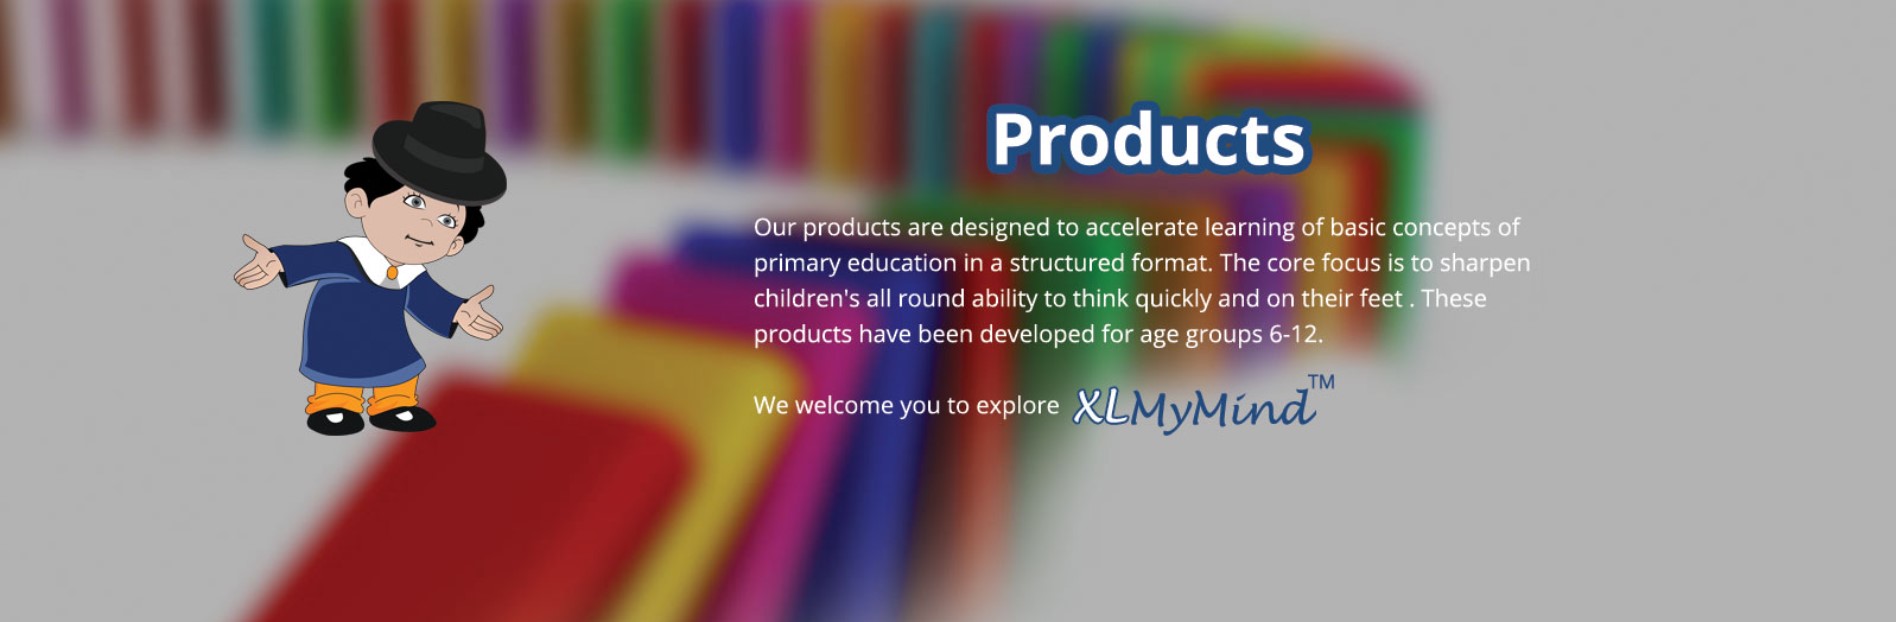 Products
Our products are designed to accelerate learning of basic concepts of
primary education in a structured format. The core focus is to sharpen
children's all round ability to think quickly and on their feet . These
products have been developed for age groups 6-12.
We welcome you to explore XLMyMind™